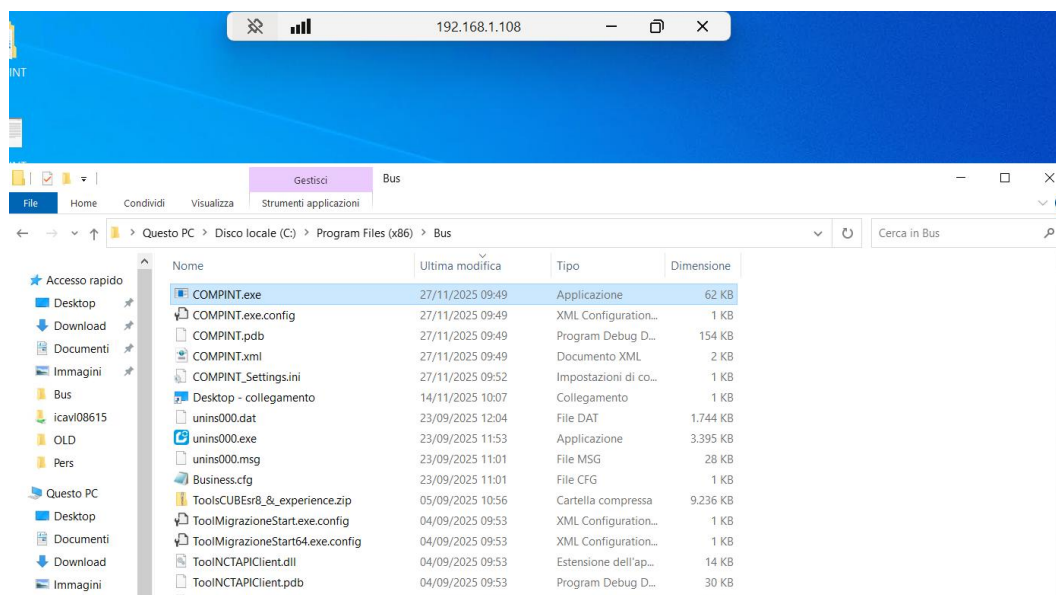 192.168.1.108
INT
Gestisci Bus
File Home Condividi Visualizza Strumenti applicazioni
Questo PC > Disco locale (C:) > Program Files (x86) > Bus Cerca in Bus
Nome Ultima modifica Tipo Dimensione
Accesso rapido
Desktop
Download
Documenti
Immagini
Bus
icavl08615
OLD
Pers
Questo PC
Desktop
Documenti
Download
Immagini
COMPINT.exe 27/11/2025 09:49 Applicazione 62 KB
COMPINT.exe.config 27/11/2025 09:49 XML Configuration... 1 KB
COMPINT.pdb 27/11/2025 09:49 Program Debug D... 154 KB
COMPINT.xml 27/11/2025 09:49 Documento XML 2 KB
COMPINT_Settings.ini 27/11/2025 09:52 Impostazioni di co... 1 KB
Desktop - collegamento 14/11/2025 10:07 Collegamento 1 KB
unins000.dat 23/09/2025 12:04 File DAT 1.744 KB
unins000.exe 23/09/2025 11:53 Applicazione 3.395 KB
unins000.msg 23/09/2025 11:01 File MSG 28 KB
Business.cfg 23/09/2025 11:01 File CFG 1 KB
ToolsCUBEsr8_&_experience.zip 05/09/2025 10:56 Cartella compressa 9.236 KB
ToolMigrazioneStart.exe.config 04/09/2025 09:53 XML Configuration... 1 KB
ToolMigrazioneStart64.exe.config 04/09/2025 09:53 XML Configuration... 1 KB
ToolNCTAPIClient.dll 04/09/2025 09:53 Estensione dell'ap... 14 KB
ToolNCTAPIClient.pdb 04/09/2025 09:53 Program Debug D... 30 KB